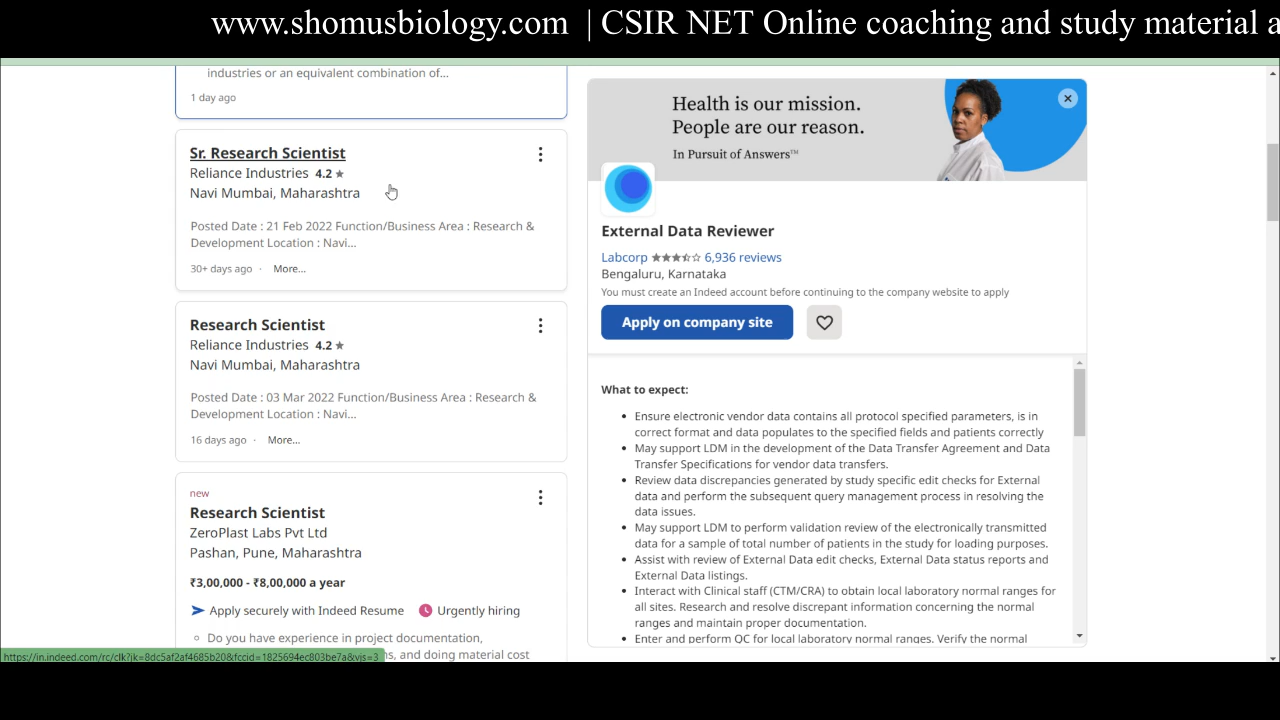 www.shomusbiology.com | CSIR NET Online coaching and study material a
industries or an equivalent combination of...
1 day ago
Sr. Research Scientist
Reliance Industries 4.2 ★
Navi Mumbai, Maharashtra
Posted Date : 21 Feb 2022 Function/Business Area : Research &
Development Location : Navi...
30+ days ago · More...
Research Scientist
Reliance Industries 4.2 ★
Navi Mumbai, Maharashtra
Posted Date : 03 Mar 2022 Function/Business Area : Research &
Development Location : Navi...
16 days ago · More...
new
Research Scientist
ZeroPlast Labs Pvt Ltd
Pashan, Pune, Maharashtra
₹3,00,000 - ₹8,00,000 a year
Apply securely with Indeed Resume Urgently hiring
Do you have experience in project documentation,
ns, and doing material cost
https://in.indeed.com/rc/clk?jk=8dc5af2af4685b20&fccid=1825694ec803be7a&vjs=3
Health is our mission.
People are our reason.
In Pursuit of Answers™
External Data Reviewer
Labcorp 6,936 reviews
Bengaluru, Karnataka
You must create an Indeed account before continuing to the company website to apply
Apply on company site
What to expect:
Ensure electronic vendor data contains all protocol specified parameters, is in
correct format and data populates to the specified fields and patients correctly
May support LDM in the development of the Data Transfer Agreement and Data
Transfer Specifications for vendor data transfers.
Review data discrepancies generated by study specific edit checks for External
data and perform the subsequent query management process in resolving the
data issues.
May support LDM to perform validation review of the electronically transmitted
data for a sample of total number of patients in the study for loading purposes.
Assist with review of External Data edit checks, External Data status reports and
External Data listings.
Interact with Clinical staff (CTM/CRA) to obtain local laboratory normal ranges for
all sites. Research and resolve discrepant information concerning the normal
ranges and maintain proper documentation.
Enter and perform QC for local laboratory normal ranges. Verify the normal